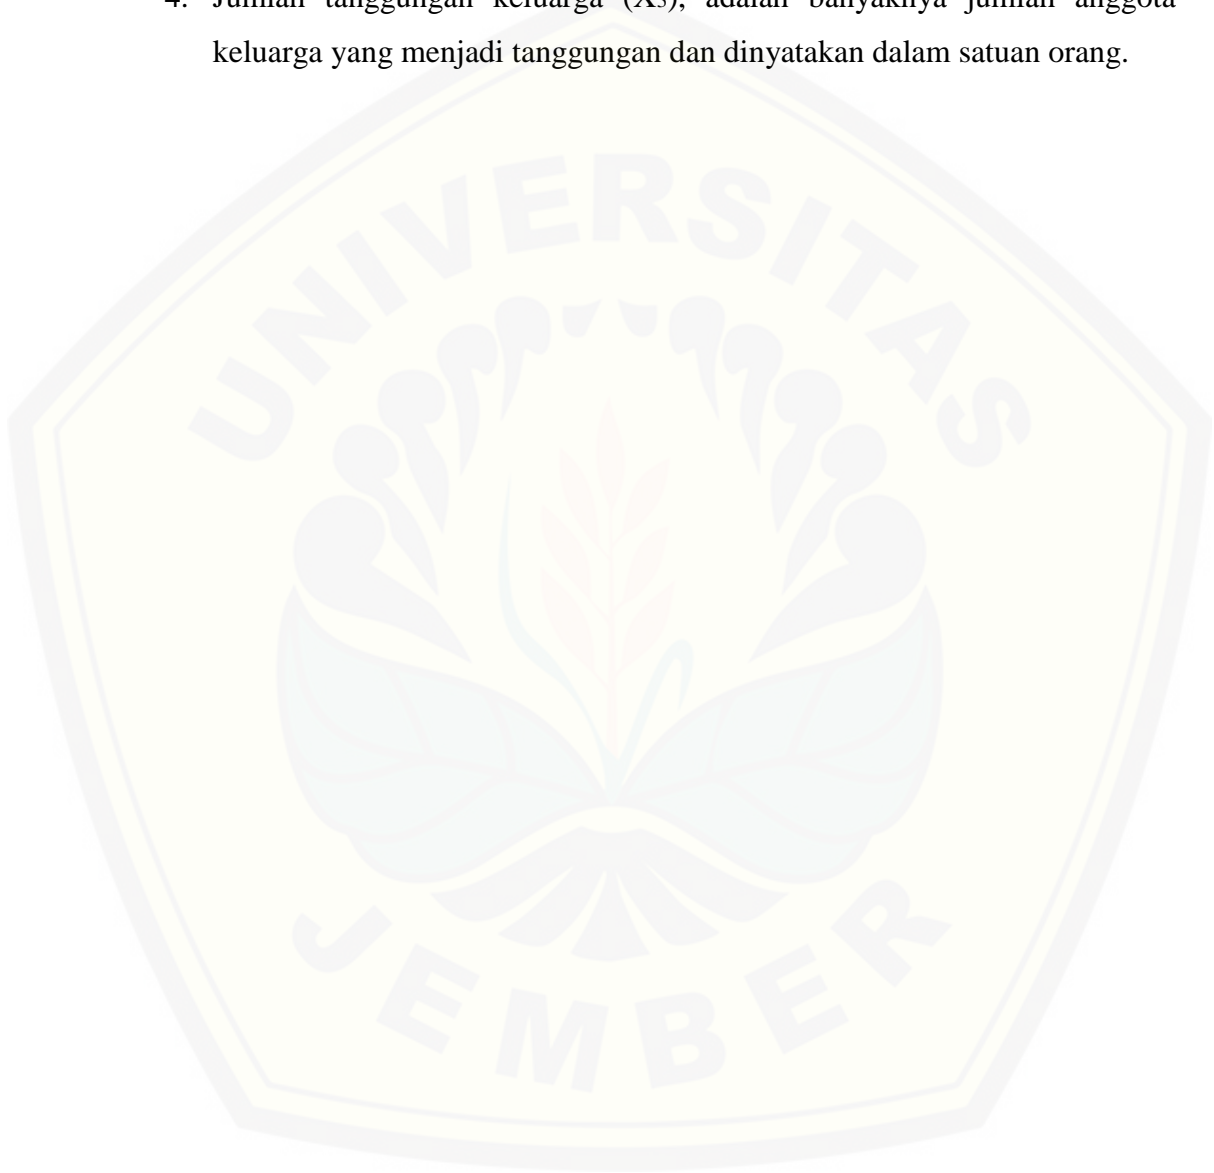 4. Jumlah tanggungan keluarga (X3), adalah banyaknya jumlah anggota
keluarga yang menjadi tanggungan dan dinyatakan dalam satuan orang.
UNIVERSITAS
JEMBER